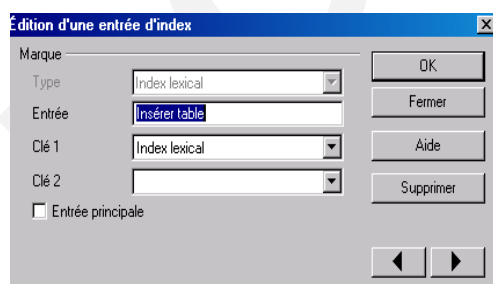 Édition d'une entrée d'index
Marque
Type Index lexical
Entrée Insérer table
Clé 1 Index lexical
Clé 2
Entrée principale
OK
Fermer
Aide
Supprimer